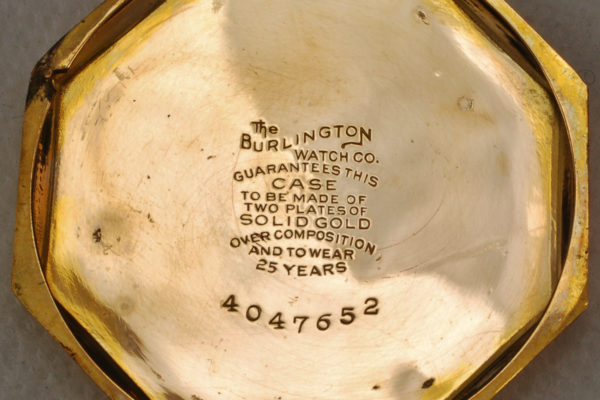 The
BURLINGTON
WATCH CO.
GUARANTEES THIS
CASE
TO BE MADE OF
TWO PLATES OF
SOLID GOLD
OVER COMPOSITION,
AND TO WEAR
25 YEARS
4047652